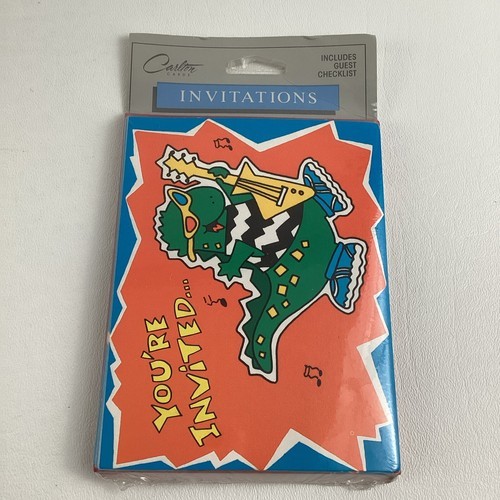 Carlton
CARDS
INCLUDES
GUEST
CHECKLIST
INVITATIONS
YOU'RE
INVITED....